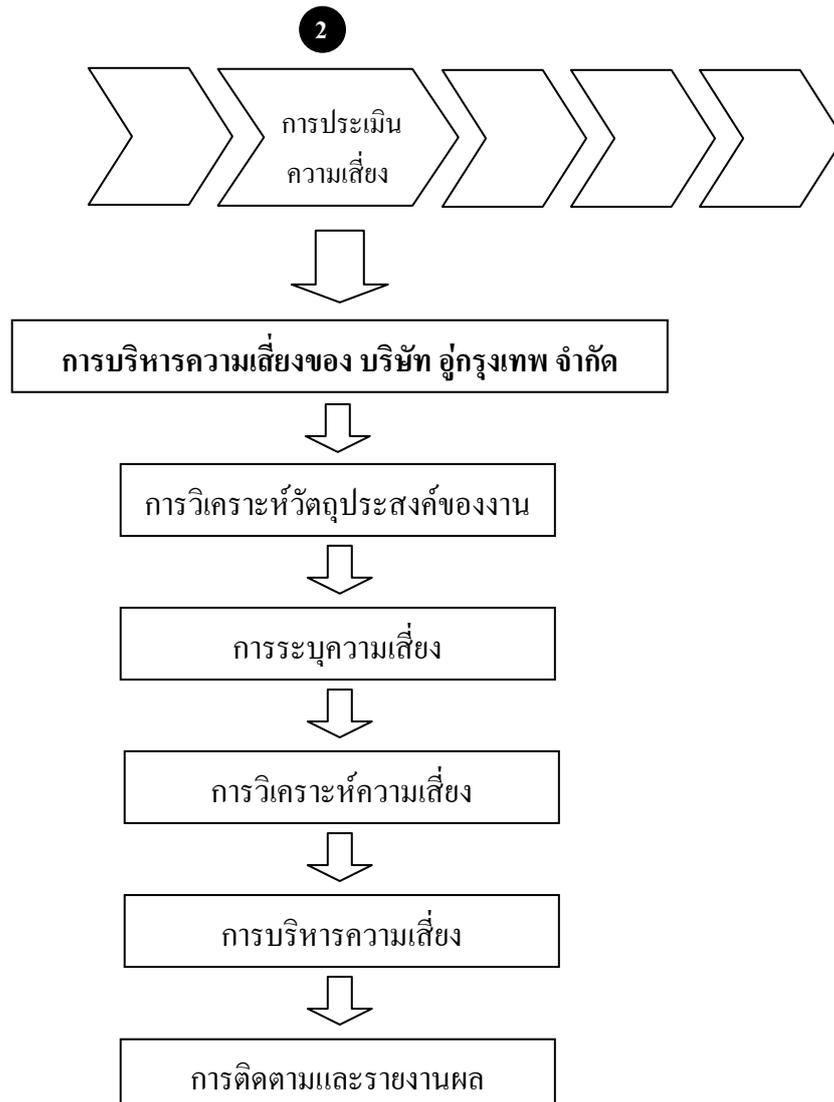 2
การประเมิน
ความเสี่ยง
การบริหารความเสี่ยงของ บริษัท อู่กรุงเทพ จำกัด
การวิเคราะห์วัตถุประสงค์ของงาน
การระบุความเสี่ยง
การวิเคราะห์ความเสี่ยง
การบริหารความเสี่ยง
การติดตามและรายงานผล